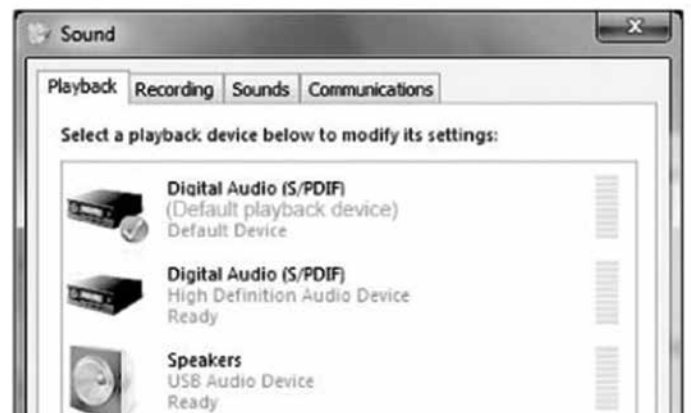 Sound
Playback Recording Sounds Communications
Select a playback device below to modify its settings:
Digital Audio (S/PDIF)
(Default playback device)
Default Device
Digital Audio (S/PDIF)
High Definition Audio Device
Ready
Speakers
USB Audio Device
Ready